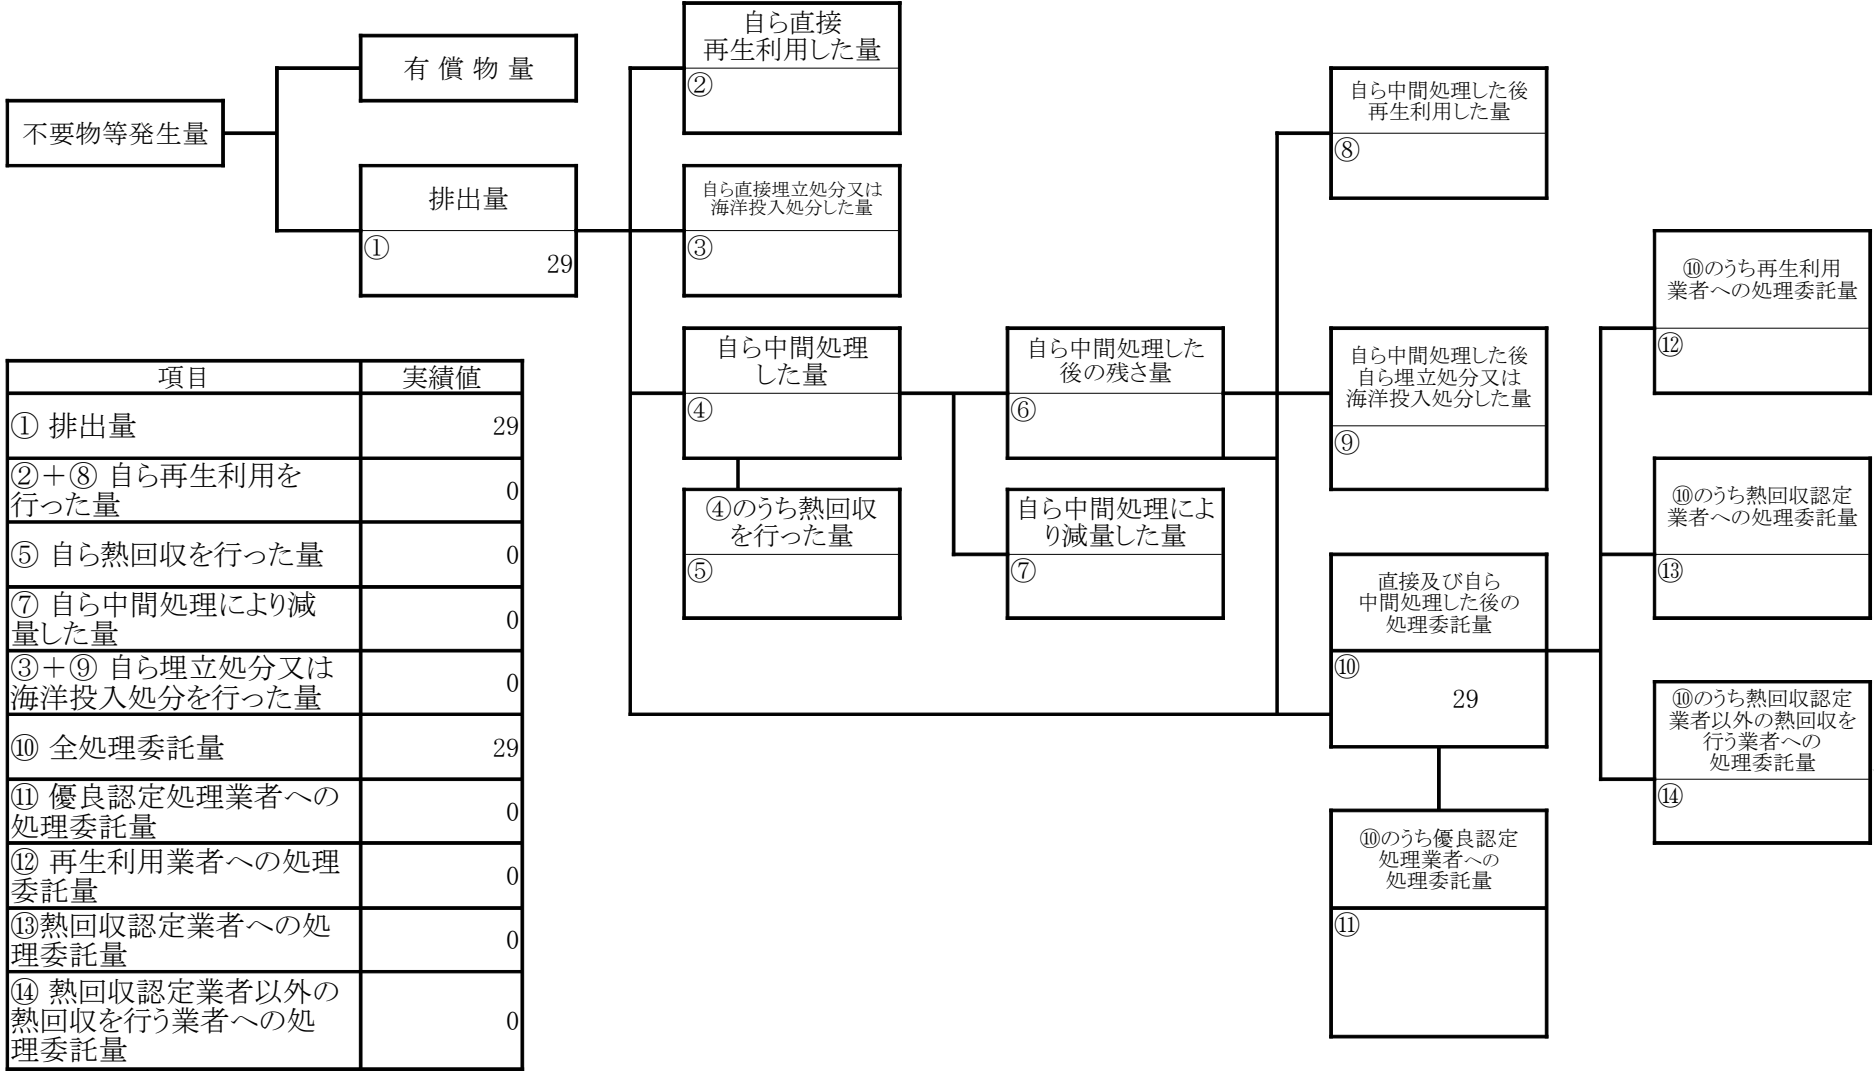 不要物等発生量
有 償 物 量
排出量
①
29
自ら直接
再生利用した量
②
自ら直接埋立処分又は
海洋投入処分した量
③
自ら中間処理
した量
④
④のうち熱回収
を行った量
⑤
自ら中間処理した
後の残さ量
⑥
自ら中間処理によ
り減量した量
⑦
自ら中間処理した後
再生利用した量
⑧
自ら中間処理した後
自ら埋立処分又は
海洋投入処分した量
⑨
直接及び自ら
中間処理した後の
処理委託量
⑩
29
⑩のうち優良認定
処理業者への
処理委託量
⑪
⑩のうち再生利用
業者への処理委託量
⑫
⑩のうち熱回収認定
業者への処理委託量
⑬
⑩のうち熱回収認定
業者以外の熱回収を
行う業者への
処理委託量
⑭
項目 実績値
① 排出量 29
②＋⑧ 自ら再生利用を
行った量 0
⑤ 自ら熱回収を行った量 0
⑦ 自ら中間処理により減
量した量 0
③＋⑨ 自ら埋立処分又は
海洋投入処分を行った量 0
⑩ 全処理委託量 29
⑪ 優良認定処理業者への
処理委託量 0
⑫ 再生利用業者への処理
委託量 0
⑬熱回収認定業者への処
理委託量 0
⑭ 熱回収認定業者以外の
熱回収を行う業者への処
理委託量 0